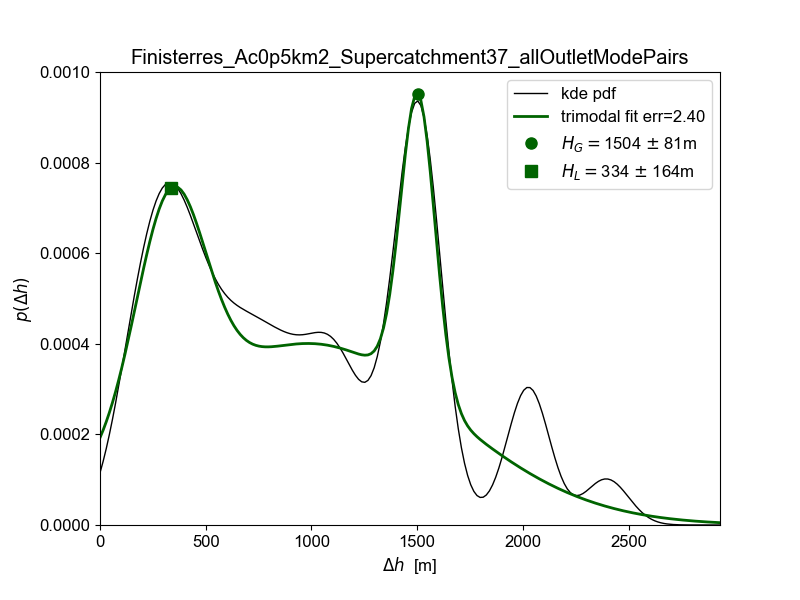 Finisterres_Ac0p5km2_Supercatchment37_allOutletModePairs
0.0010
0.0008
0.0006
0.0004
0.0002
0.0000
p(Δh)
kde pdf
trimodal fit err=2.40
H_G = 1504 ± 81m
H_L = 334 ± 164m
0 500 1000 1500 2000 2500
Δh [m]